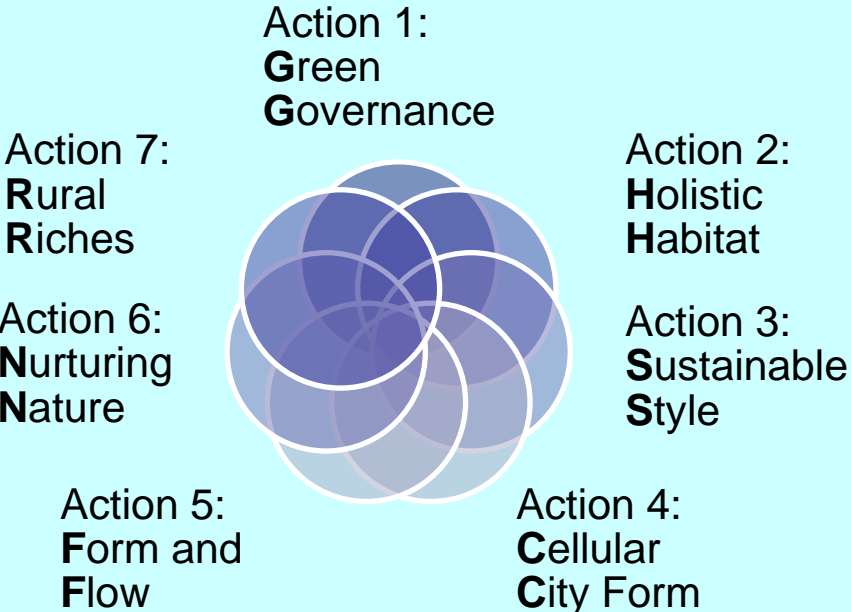 Action 1:
Green
Governance
Action 2:
Holistic
Habitat
Action 3:
Sustainable
Style
Action 4:
Cellular
City Form
Action 5:
Form and
Flow
Action 6:
Nurturing
Nature
Action 7:
Rural
Riches